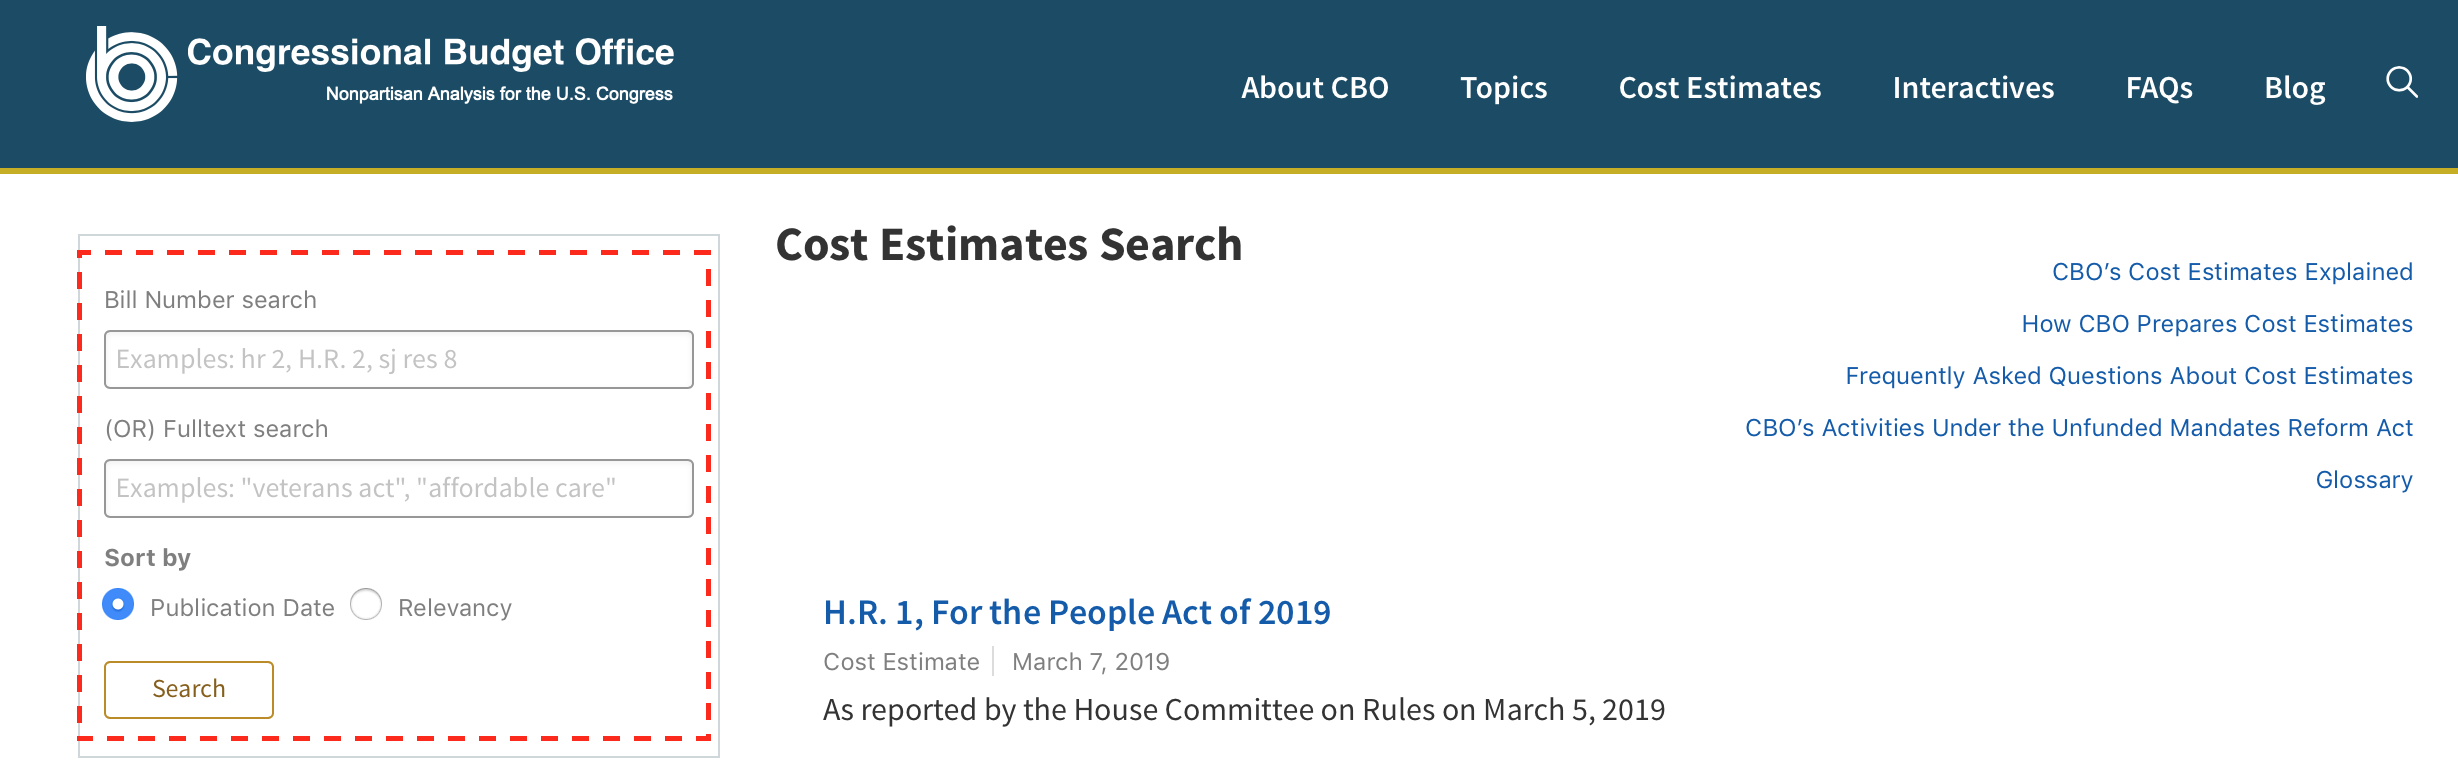 Congressional Budget Office
Nonpartisan Analysis for the U.S. Congress
About CBO Topics Cost Estimates Interactives FAQs Blog
Bill Number search
Examples: hr 2, H.R. 2, sj res 8
(OR) Fulltext search
Examples: "veterans act", "affordable care"
Sort by
Publication Date Relevancy
Search
Cost Estimates Search
CBO’s Cost Estimates Explained
How CBO Prepares Cost Estimates
Frequently Asked Questions About Cost Estimates
CBO’s Activities Under the Unfunded Mandates Reform Act
Glossary
H.R. 1, For the People Act of 2019
Cost Estimate March 7, 2019
As reported by the House Committee on Rules on March 5, 2019